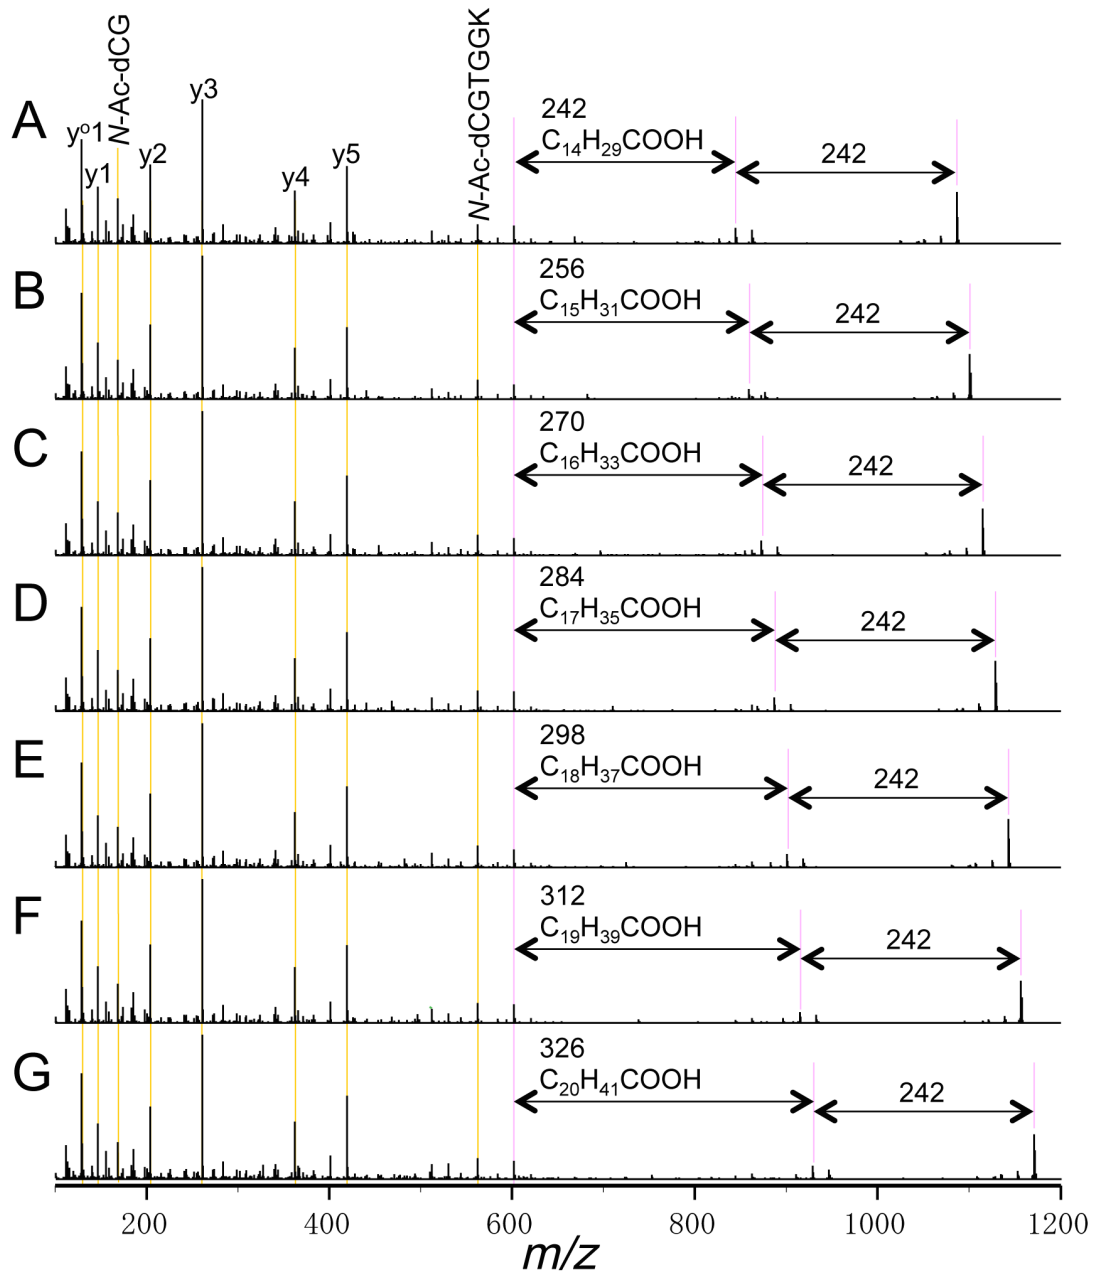 N-Ac-dCG
N-Ac-dCGTGGK
A
yº1
y1
y2
y3
y4
y5
242
C₁₄H₂₉COOH
242
B
256
C₁₅H₃₁COOH
242
C
270
C₁₆H₃₃COOH
242
D
284
C₁₇H₃₅COOH
242
E
298
C₁₈H₃₇COOH
242
F
312
C₁₉H₃₉COOH
242
G
326
C₂₀H₄₁COOH
242
200 400 600 800 1000 1200
m/z